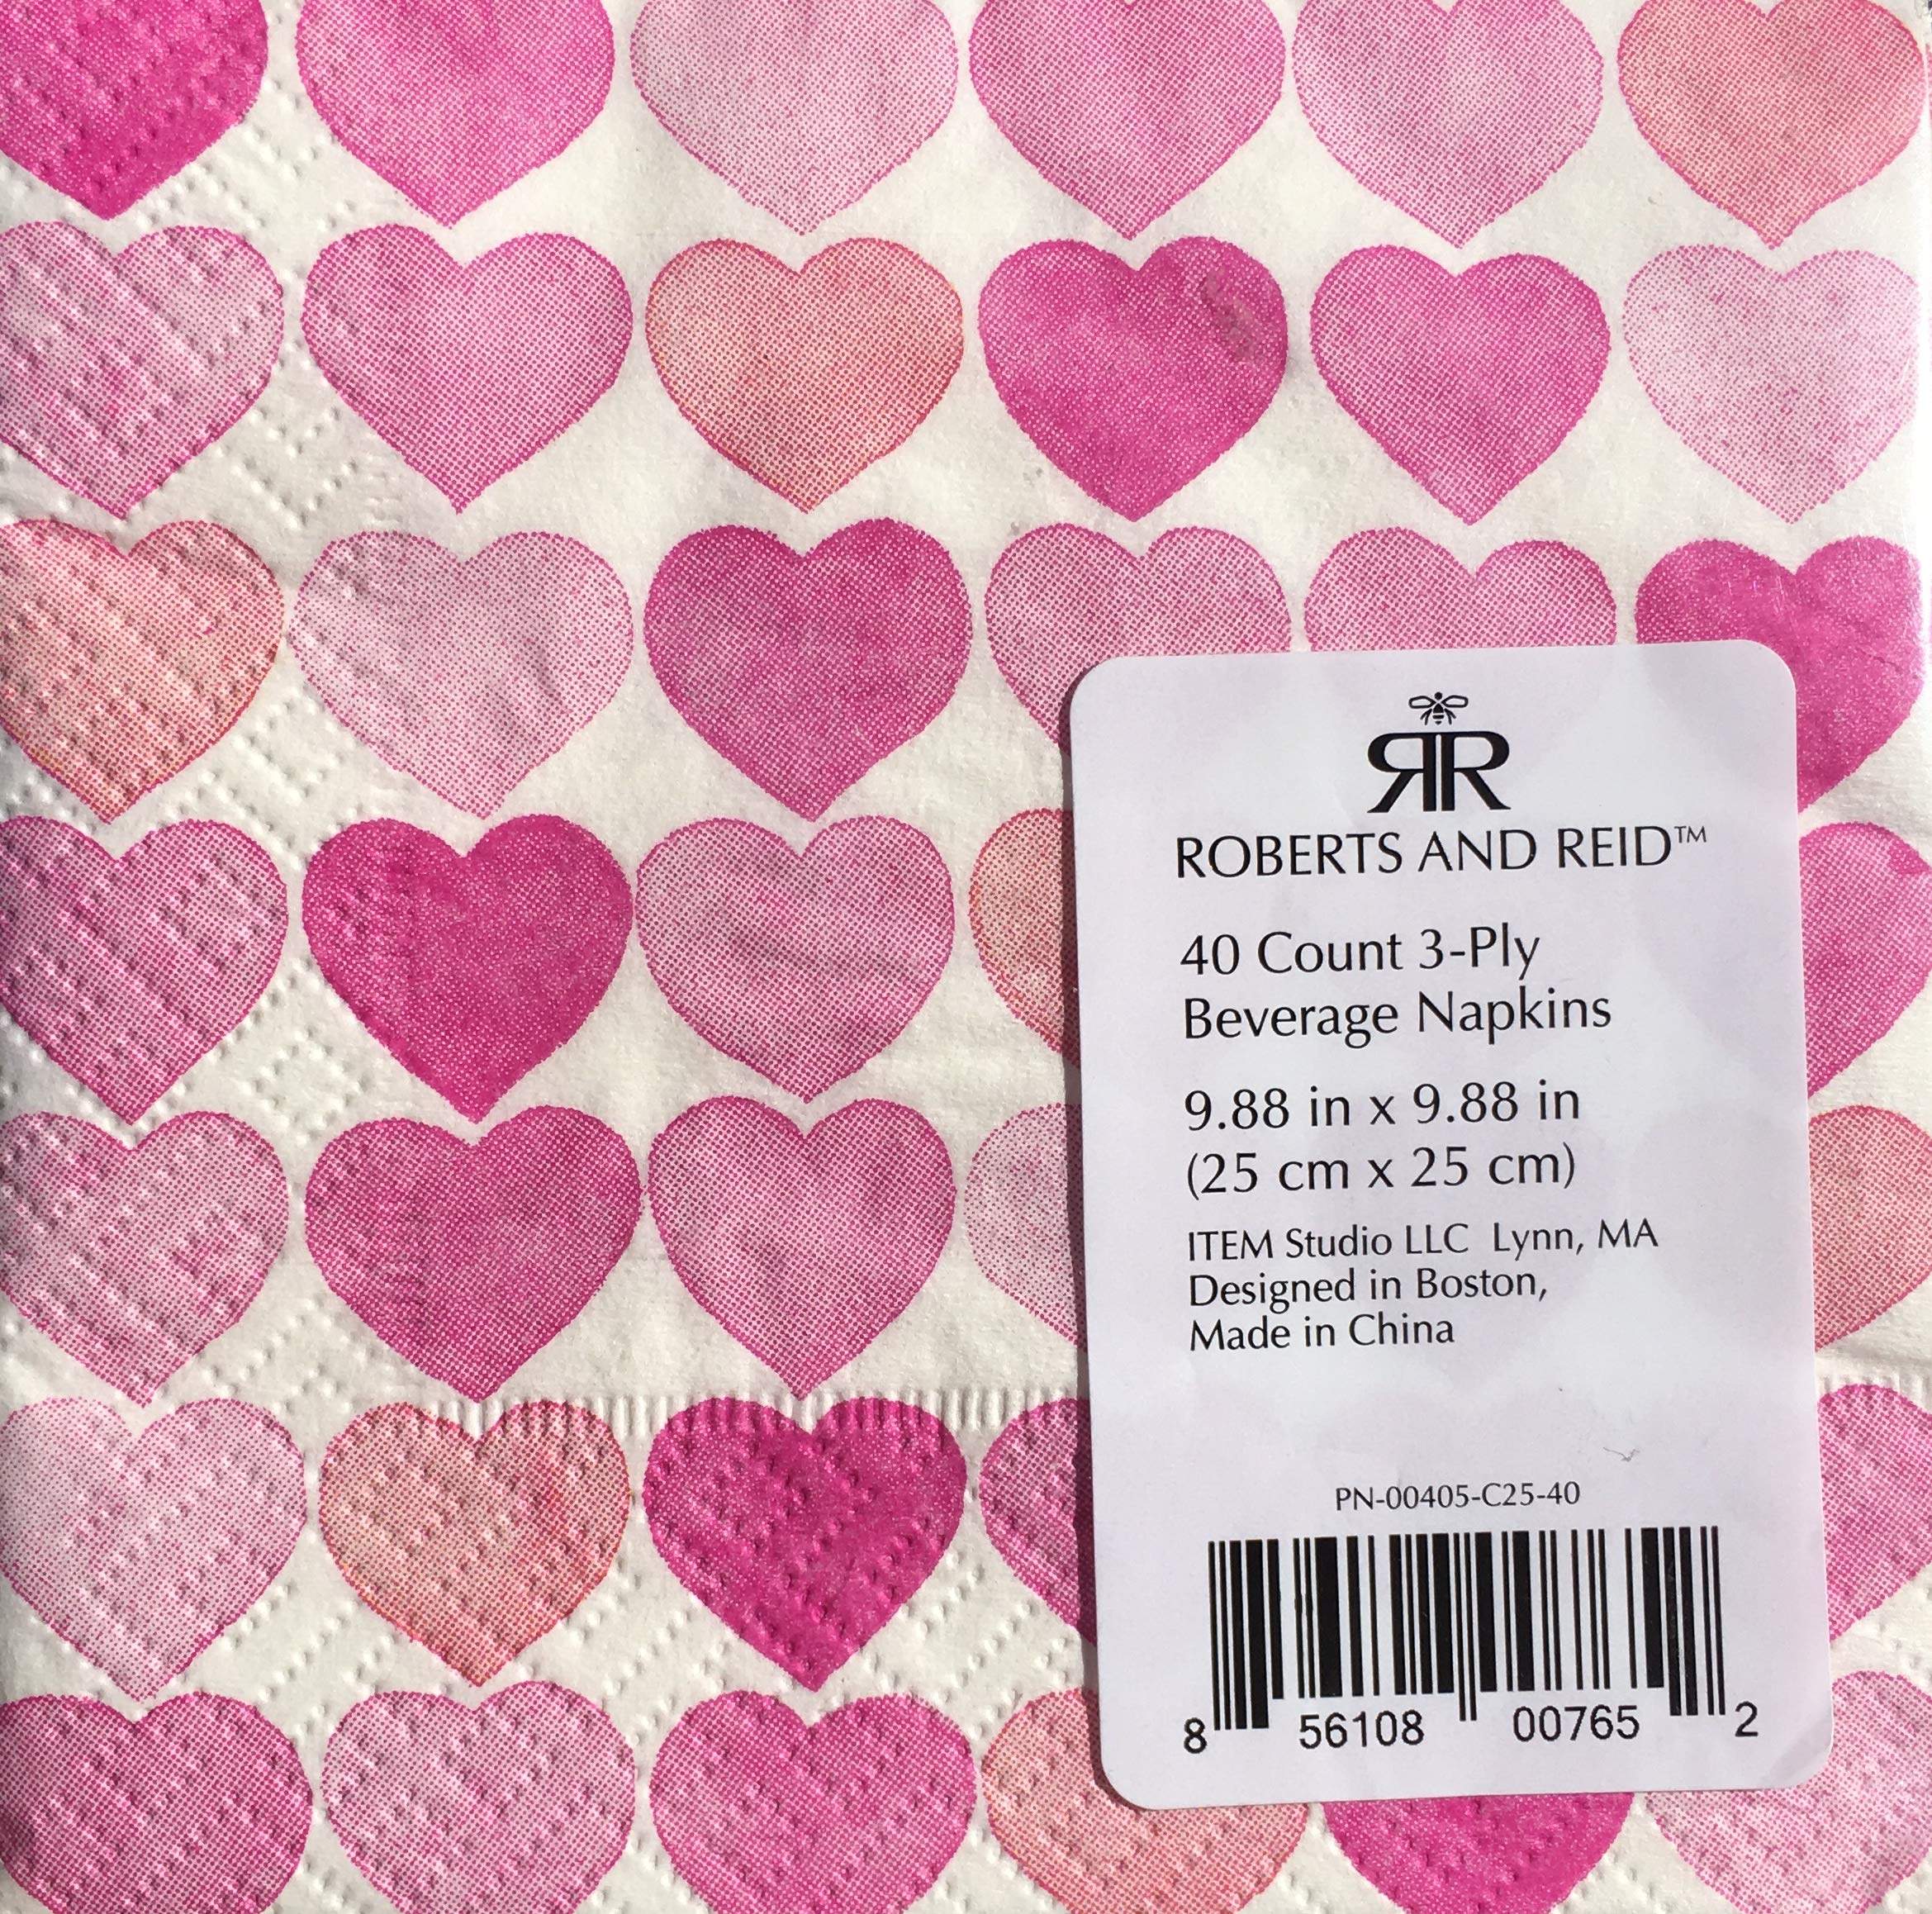 RR
ROBERTS AND REID™
40 Count 3-Ply
Beverage Napkins
9.88 in x 9.88 in
(25 cm x 25 cm)
ITEM Studio LLC  Lynn, MA
Designed in Boston,
Made in China
PN-00405-C25-40
8 56108 00765 2